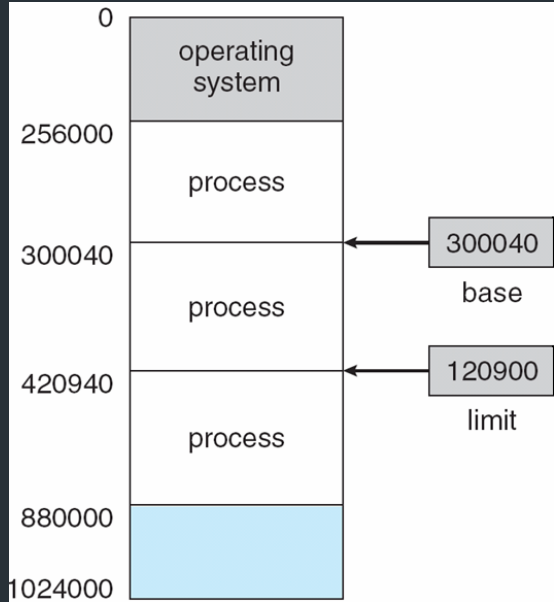 0
operating
system
256000
process
300040
300040
base
process
420940
120900
limit
process
880000
1024000